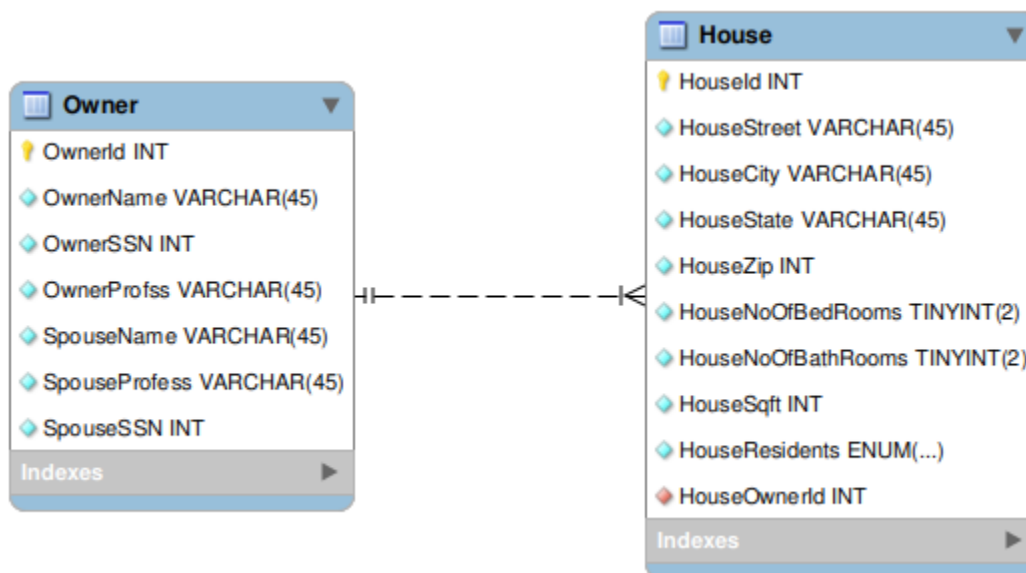 Owner
OwnerId INT
OwnerName VARCHAR(45)
OwnerSSN INT
OwnerProfss VARCHAR(45)
SpouseName VARCHAR(45)
SpouseProfess VARCHAR(45)
SpouseSSN INT
Indexes
House
HouseId INT
HouseStreet VARCHAR(45)
HouseCity VARCHAR(45)
HouseState VARCHAR(45)
HouseZip INT
HouseNoOfBedRooms TINYINT(2)
HouseNoOfBathRooms TINYINT(2)
HouseSqft INT
HouseResidents ENUM(...)
HouseOwnerId INT
Indexes